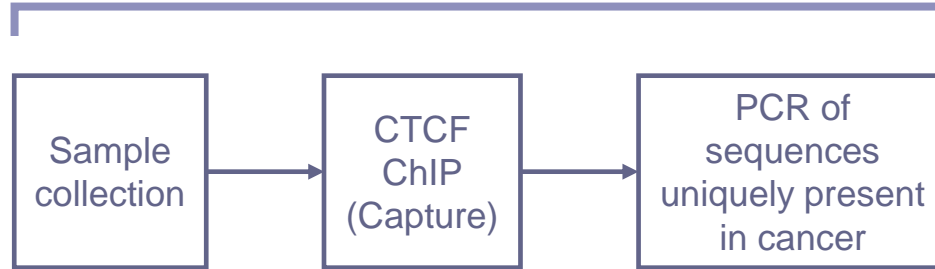 Sample
collection
CTCF
ChIP
(Capture)
PCR of
sequences
uniquely present
in cancer